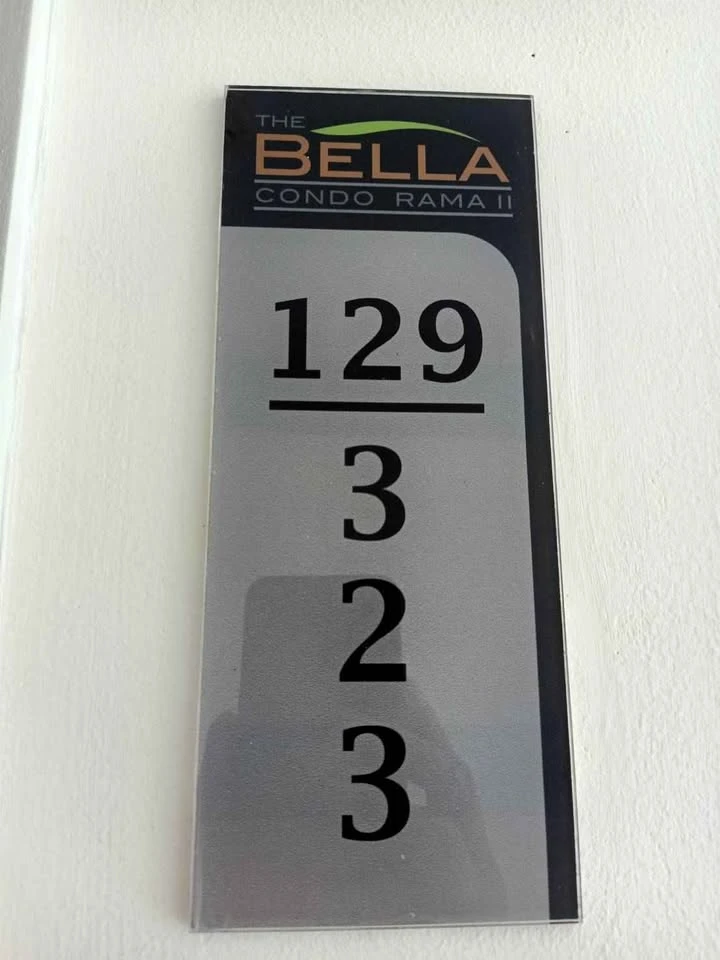 THE
BELLA
CONDO RAMA II
129
3
2
3